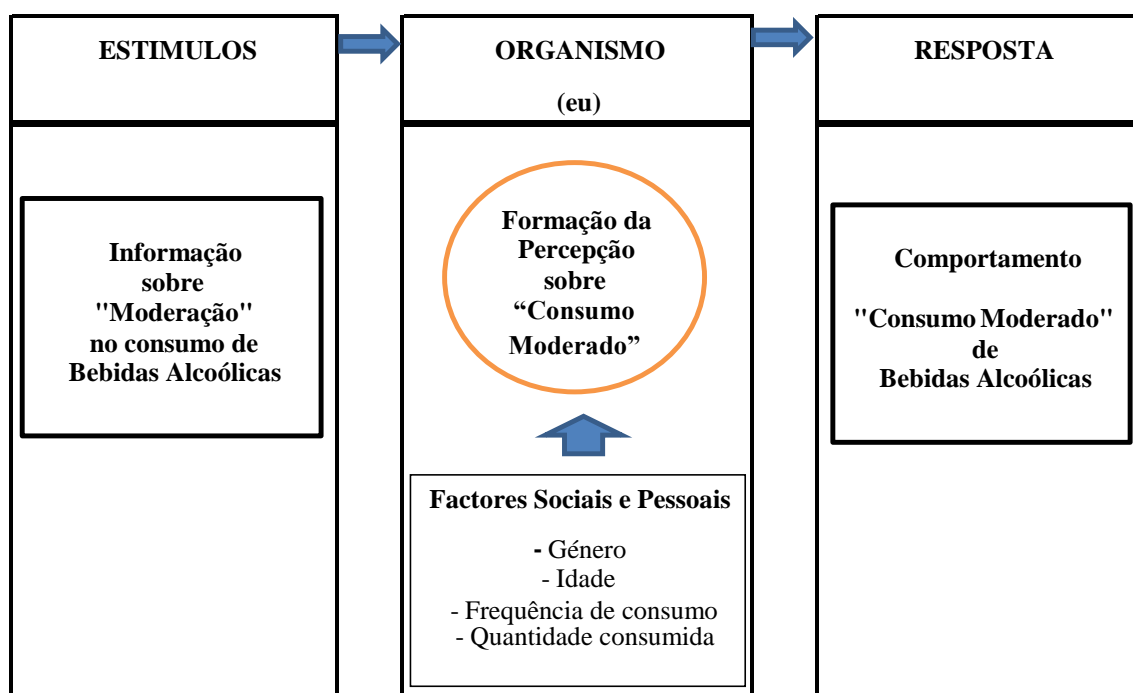 ESTIMULOS
ORGANISMO
(eu)
RESPOSTA
Informação
sobre
"Moderação"
no consumo de
Bebidas Alcoólicas
Formação da
Percepção
sobre
“Consumo
Moderado”
Factores Sociais e Pessoais
- Género
- Idade
- Frequência de consumo
- Quantidade consumida
Comportamento
"Consumo Moderado"
de
Bebidas Alcoólicas